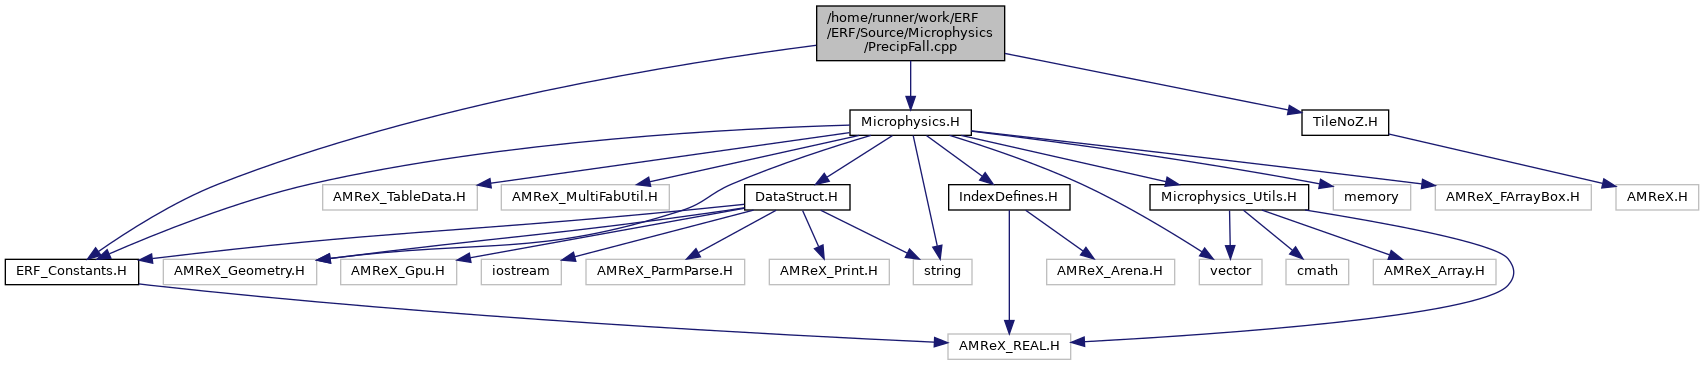 /home/runner/work/ERF
/ERF/Source/Microphysics
/PrecipFall.cpp
Microphysics.H
TileNoZ.H
AMReX_TableData.H
AMReX_MultiFabUtil.H
DataStruct.H
IndexDefines.H
Microphysics_Utils.H
memory
AMReX_FArrayBox.H
AMReX.H
ERF_Constants.H
AMReX_Geometry.H
AMReX_Gpu.H
iostream
AMReX_ParmParse.H
AMReX_Print.H
string
AMReX_Arena.H
vector
cmath
AMReX_Array.H
AMReX_REAL.H